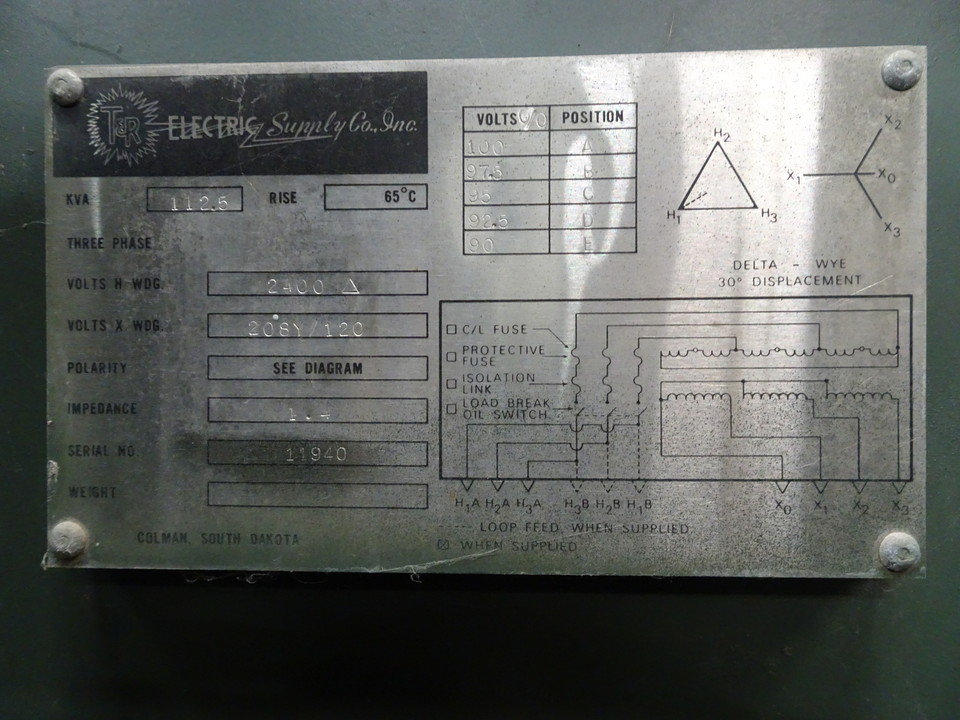 T&R ELECTRIC Supply Co., Inc.
KVA 112.5 RISE 65°C
THREE PHASE
VOLTS H WDG. 2400 Δ
VOLTS X WDG. 208Y/120
POLARITY SEE DIAGRAM
IMPEDANCE
SERIAL NO. 11940
WEIGHT
COLMAN, SOUTH DAKOTA
VOLTS % POSITION
100 A
97.5 B
95 C
92.5 D
90 E
H2
H1 H3
X2
X1 X0
X3
DELTA - WYE
30° DISPLACEMENT
C/L FUSE
PROTECTIVE
FUSE
ISOLATION
LINK
LOAD BREAK
OIL SWITCH
H1A H2A H3A H3B H2B H1B X0 X1 X2 X3
---- LOOP FEED, WHEN SUPPLIED
☒ WHEN SUPPLIED